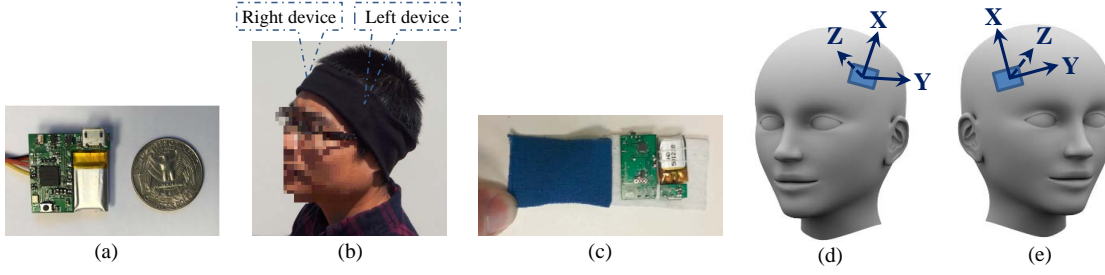 Right device Left device
X
Z
Y
X
Z
Y
(a)
(b)
(c)
(d)
(e)